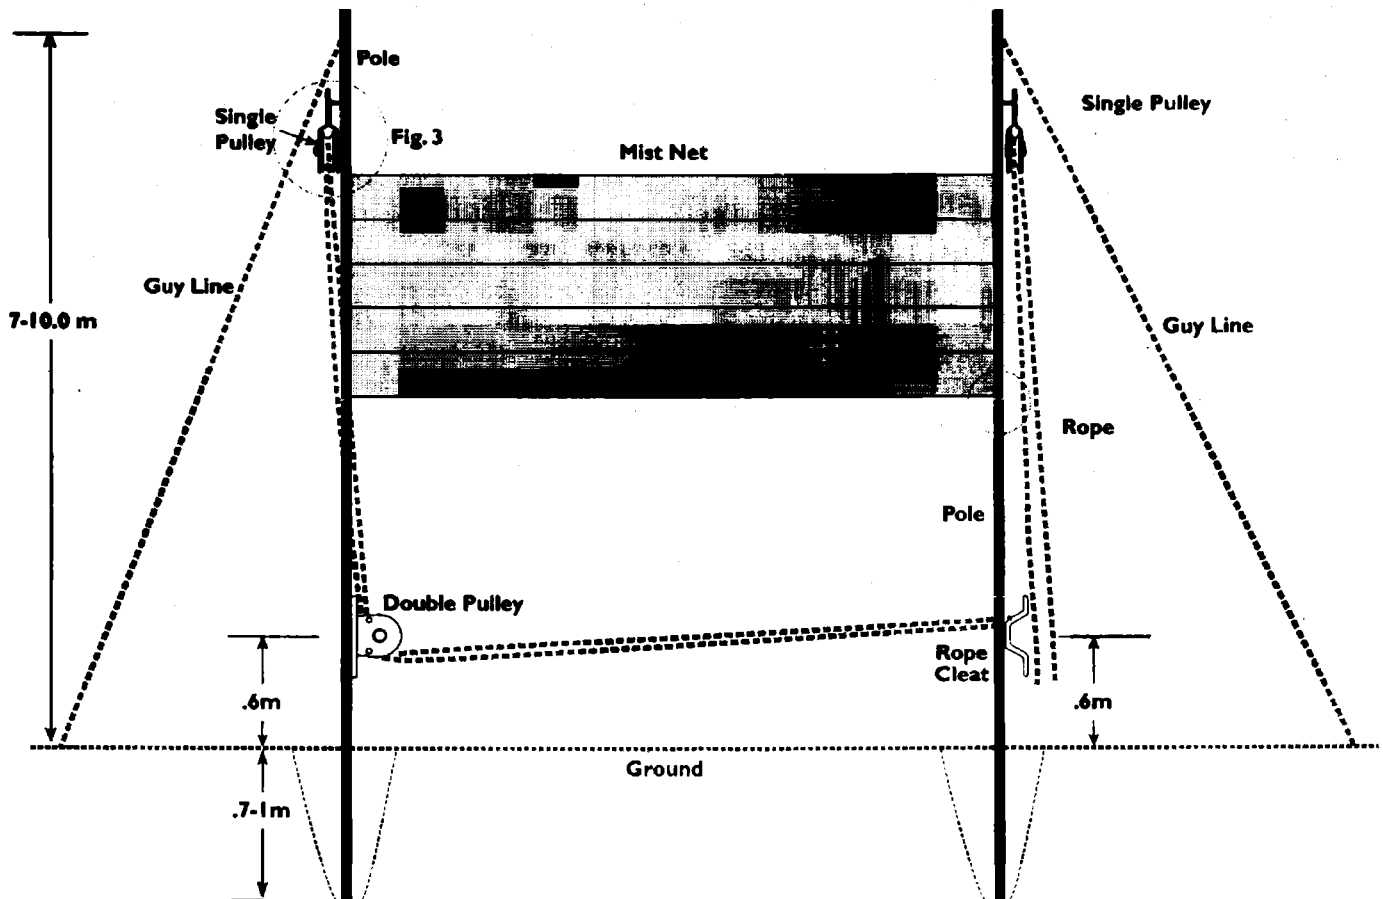 Pole
Single
Pulley
Fig. 3
Single Pulley
Mist Net
Guy Line
7-10.0 m
Guy Line
Rope
Pole
Double Pulley
Rope
Cleat
.6m
.6m
Ground
.7-1m